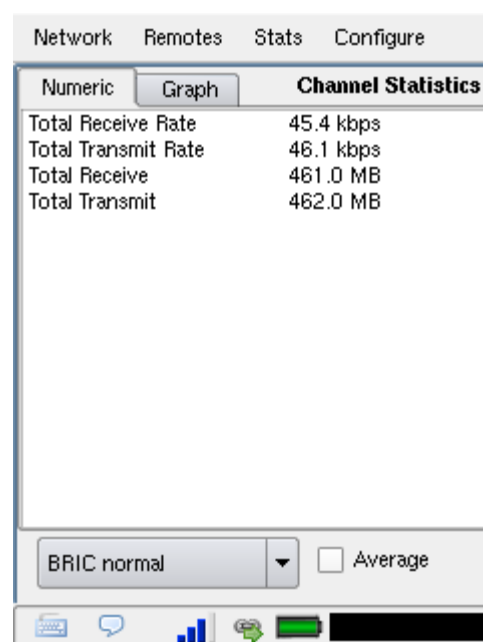 Network Remotes Stats Configure
Numeric Graph Channel Statistics
Total Receive Rate 45.4 kbps
Total Transmit Rate 46.1 kbps
Total Receive 461.0 MB
Total Transmit 462.0 MB
BRIC normal Average